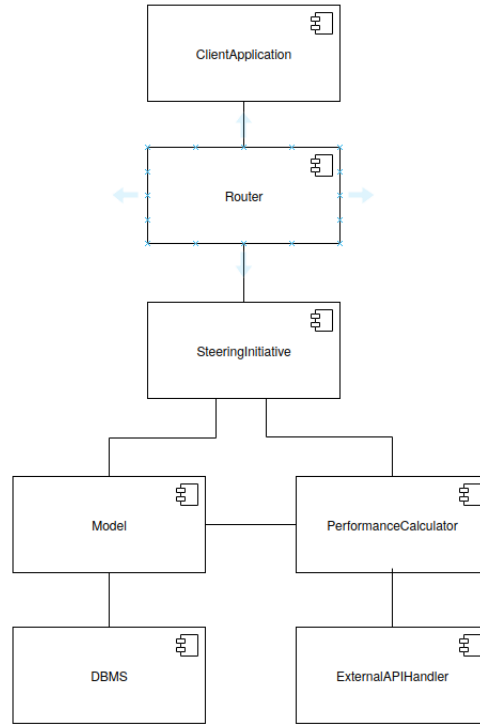 ClientApplication
Router
SteeringInitiative
Model
PerformanceCalculator
DBMS
ExternalAPIHandler